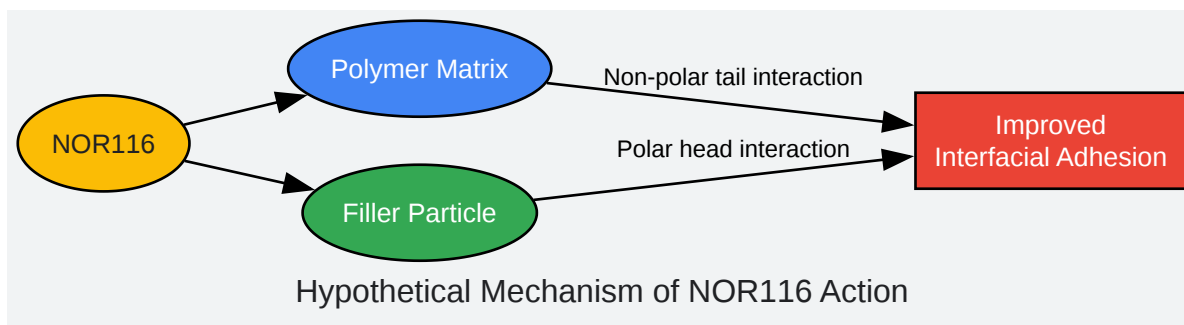 NOR116
Polymer Matrix
Filler Particle
Non-polar tail interaction
Polar head interaction
Improved
Interfacial Adhesion
Hypothetical Mechanism of NOR116 Action